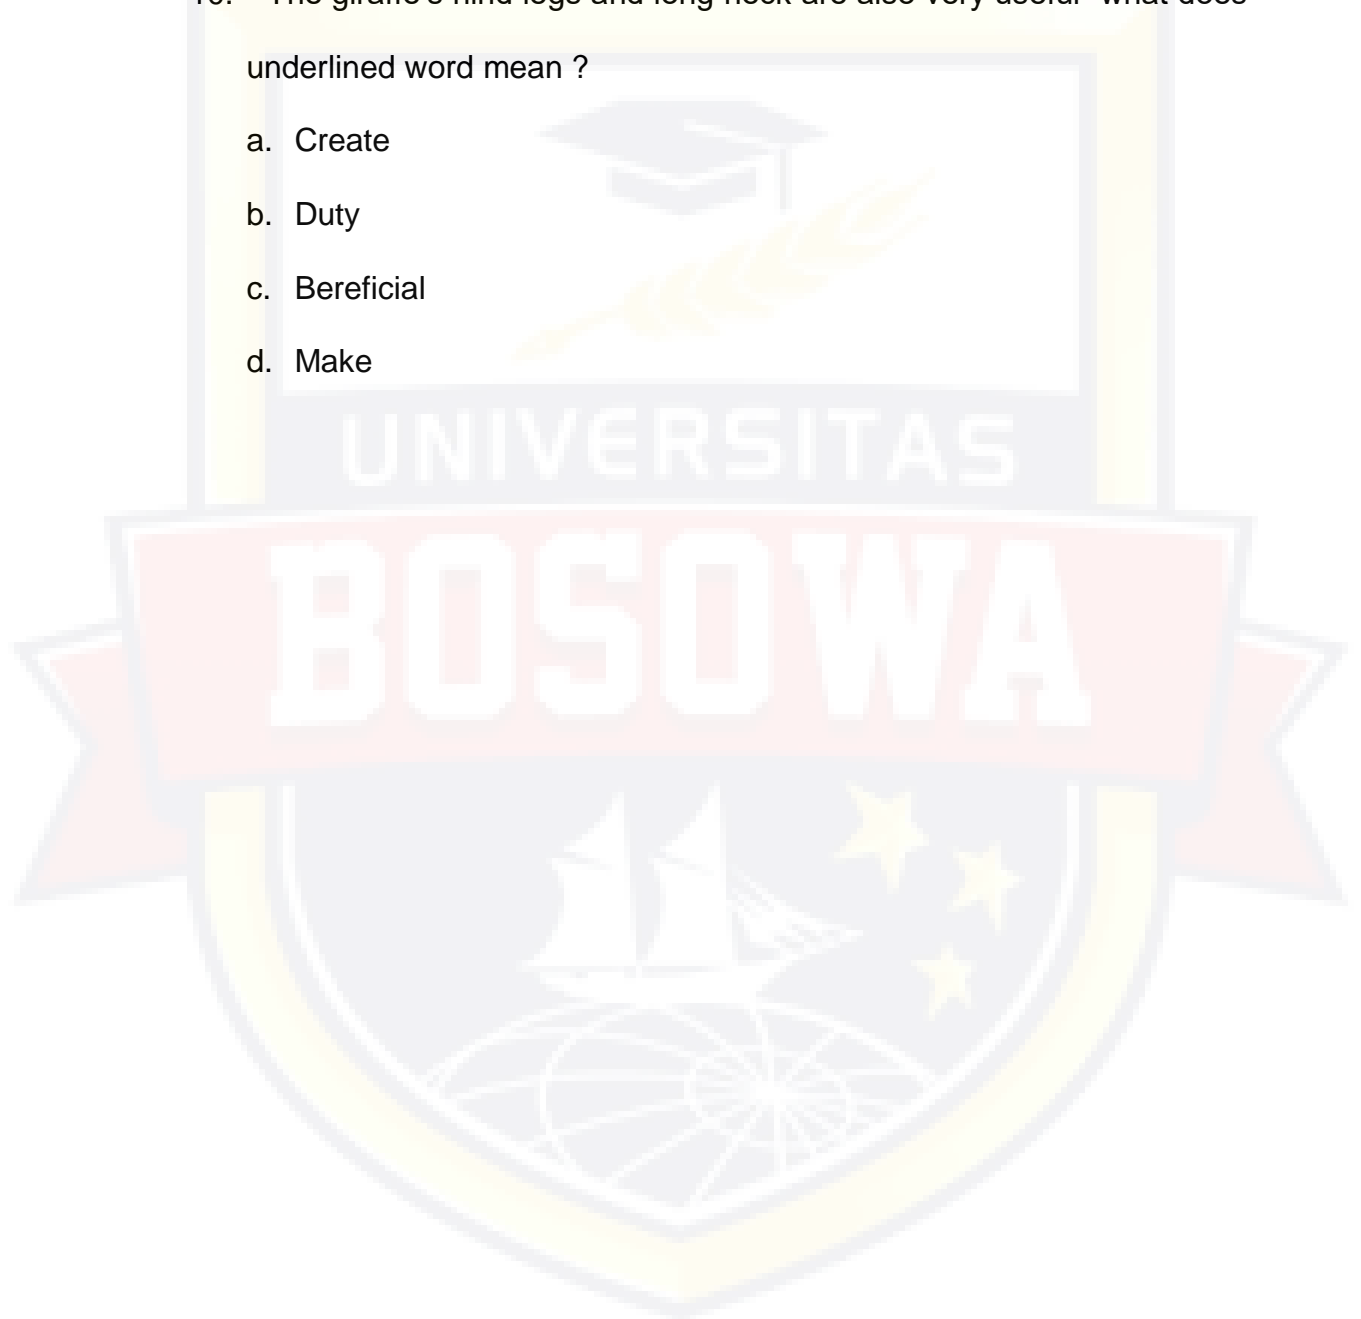 underlined word mean ?
a. Create
b. Duty
c. Bereficial
d. Make
UNIVERSITAS
BOSOWA